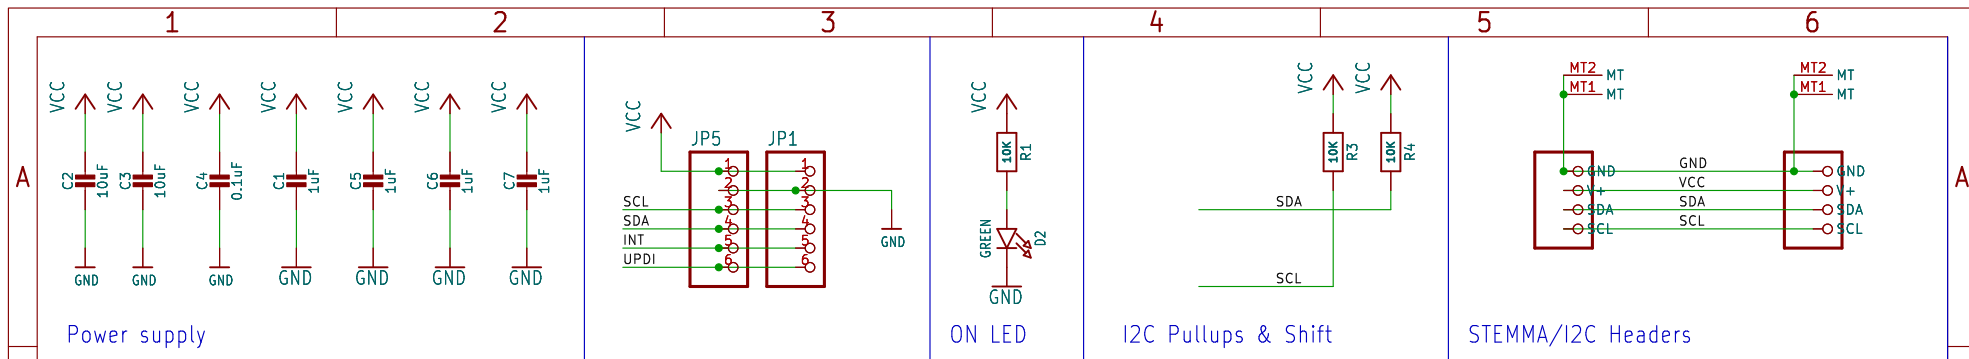 1 2 3 4 5 6
A A
VCC VCC VCC VCC VCC VCC VCC
C2 10uF
C3 10uF
C4 0.1uF
C1 1uF
C5 1uF
C6 1uF
C7 1uF
GND GND GND GND GND GND GND
Power supply
VCC
JP5 JP1
1 1
2 2
SCL 3 3
SDA 4 4
INT 5 5
UPDI 6 6
GND
VCC
10K R1
GREEN D2
GND
ON LED
VCC VCC
10K R3
10K R4
SDA
SCL
I2C Pullups & Shift
MT2 MT
MT1 MT
MT2 MT
MT1 MT
GND GND GND
V+ VCC V+
SDA SDA SDA
SCL SCL SCL
STEMMA/I2C Headers